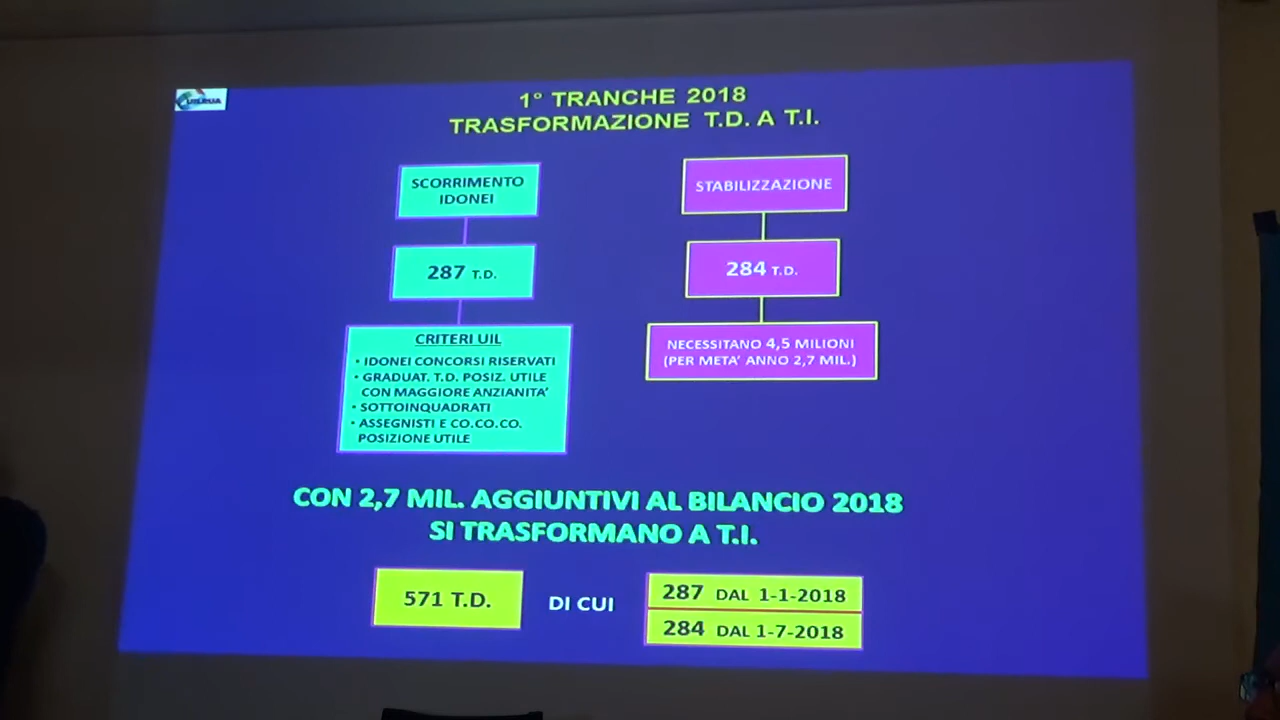 UILRUA
1° TRANCHE 2018
TRASFORMAZIONE T.D. A T.I.
SCORRIMENTO
IDONEI
287 T.D.
CRITERI UIL
• IDONEI CONCORSI RISERVATI
• GRADUAT. T.D. POSIZ. UTILE
CON MAGGIORE ANZIANITA'
• SOTTOINQUADRATI
• ASSEGNISTI E CO.CO.CO.
POSIZIONE UTILE
STABILIZZAZIONE
284 T.D.
NECESSITANO 4,5 MILIONI
(PER META' ANNO 2,7 MIL.)
CON 2,7 MIL. AGGIUNTIVI AL BILANCIO 2018
SI TRASFORMANO A T.I.
571 T.D.
DI CUI
287 DAL 1-1-2018
284 DAL 1-7-2018